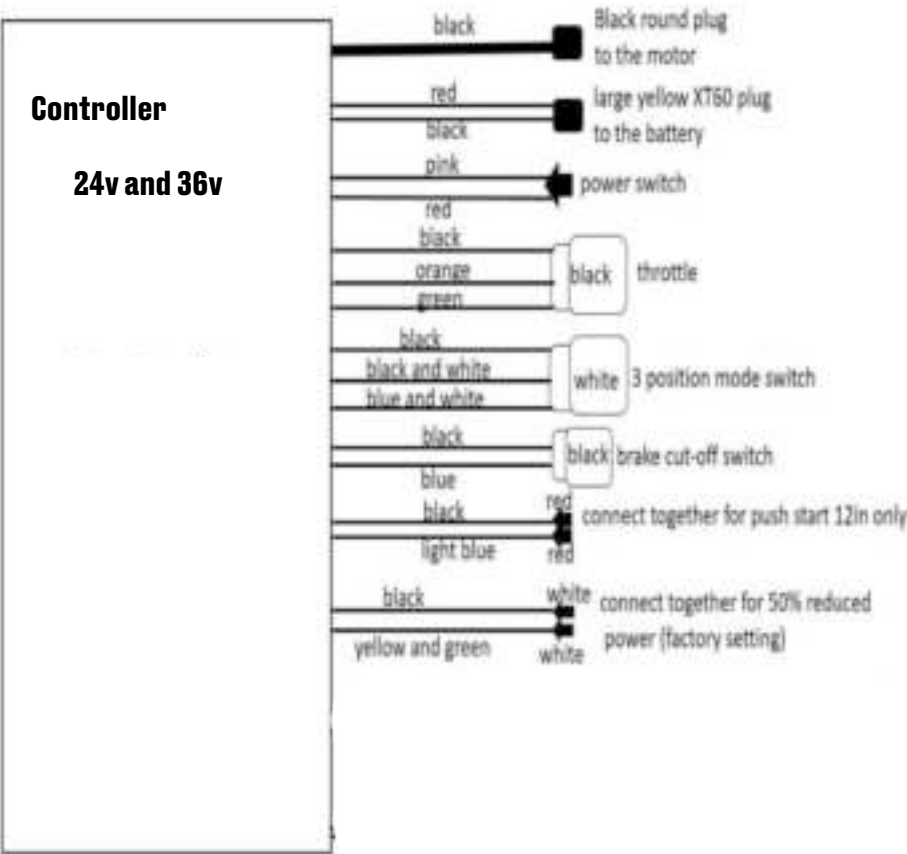 black
Black round plug
to the motor
Controller
red
large yellow XT60 plug
black
to the battery
24v and 36v
pink
power switch
red
black
orange
black
throttle
green
black
black and white
white
3 position mode switch
blue and white
black
black
brake cut-off switch
blue
red
black
connect together for push start 12in only
light blue
red
black
white
connect together for 50% reduced
power (factory setting)
yellow and green
white